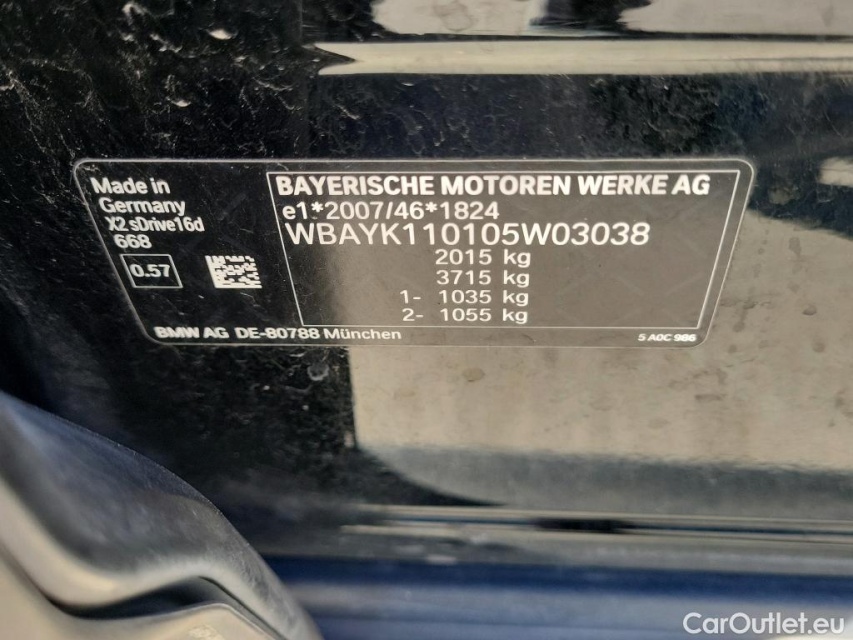 Made in
Germany
X2 sDrive16d
668
0.57
BAYERISCHE MOTOREN WERKE AG
e1*2007/46*1824
WBAYK110105W03038
2015 kg
3715 kg
1- 1035 kg
2- 1055 kg
BMW AG DE-80788 München
5 A0C 986
CarOutlet.eu